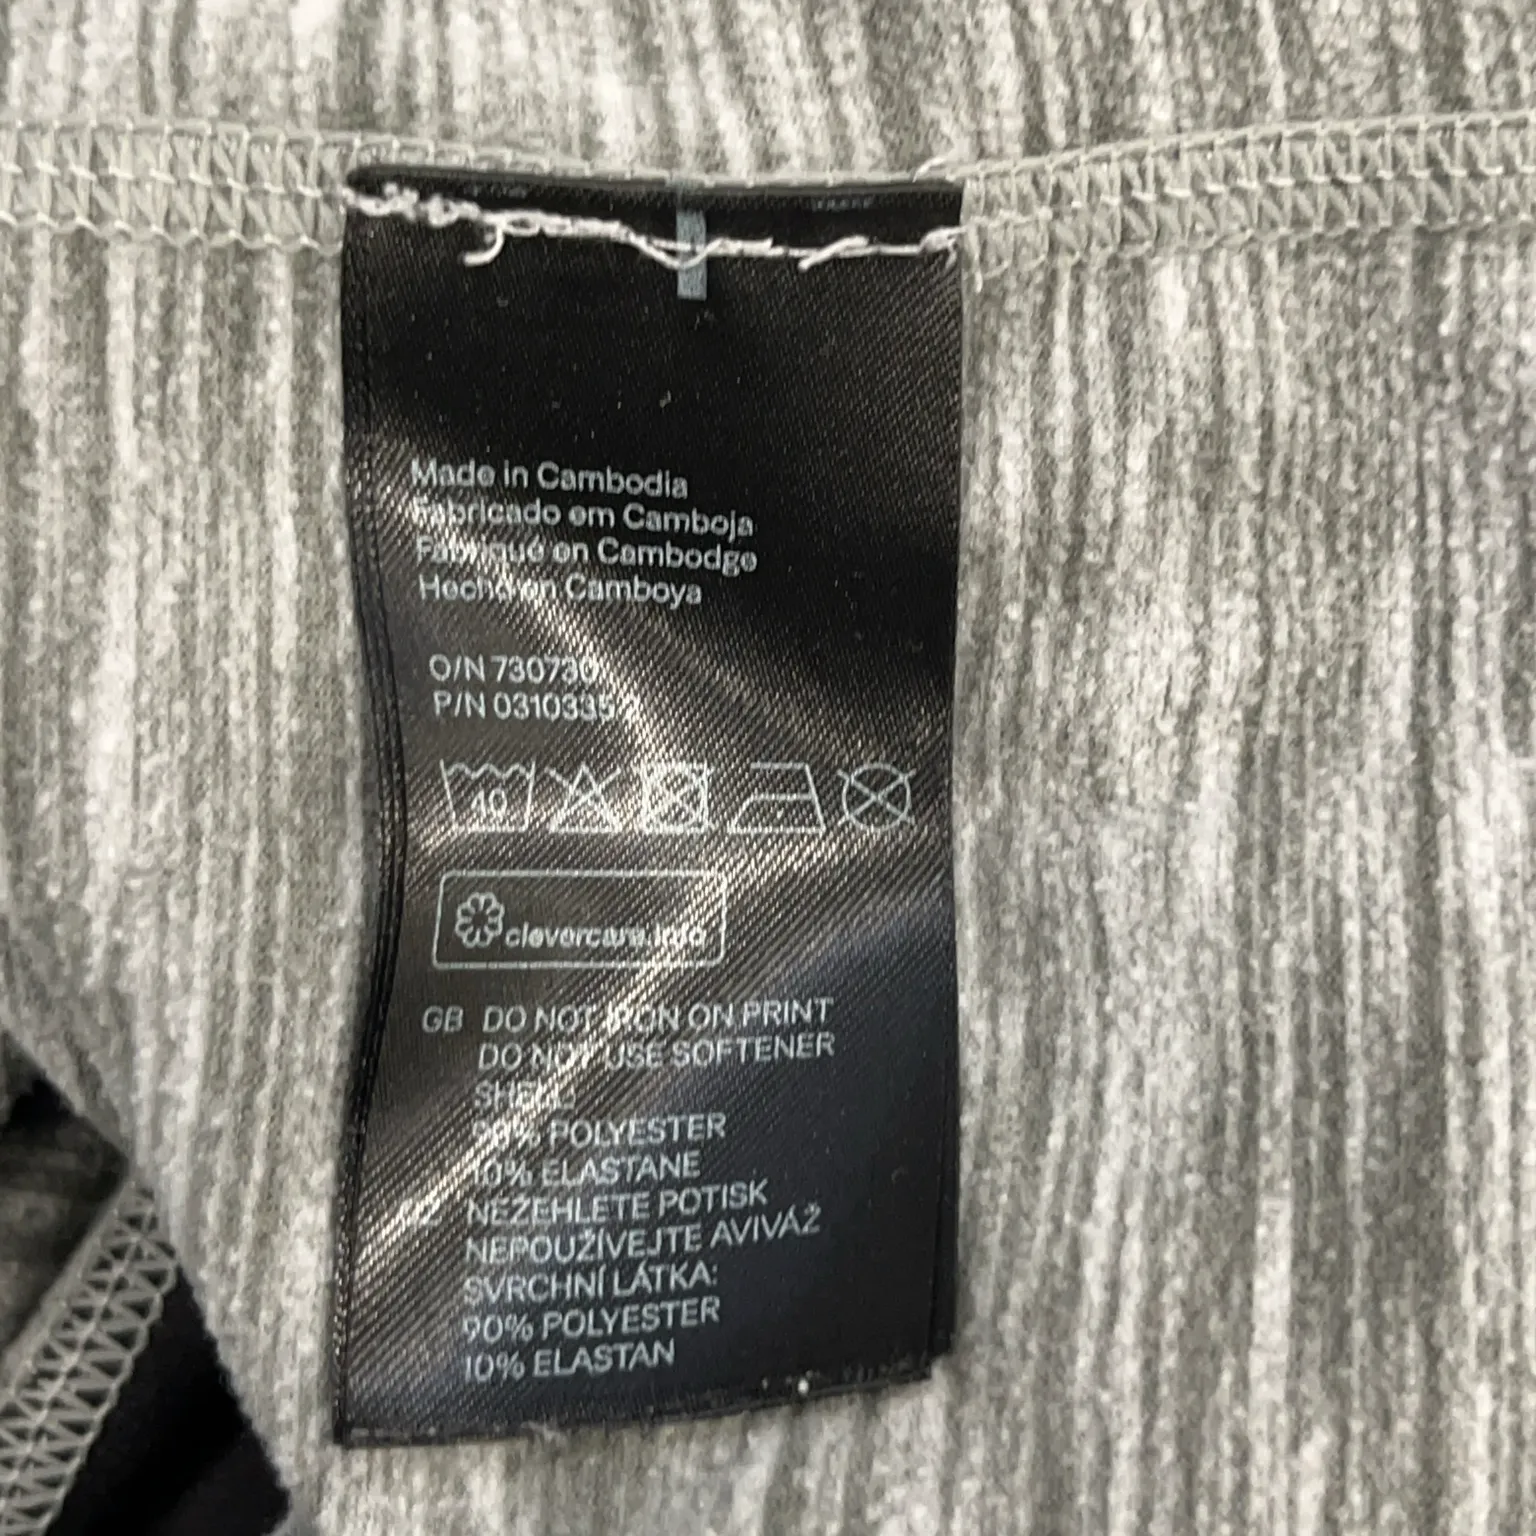 Made in Cambodia
Fabricado em Camboja
Fabriqué en Cambodge
Hecho en Camboya
O/N 730730
P/N 0310335
40
clevercare.info
GB DO NOT IRON ON PRINT
DO NOT USE SOFTENER
SHELL
90% POLYESTER
10% ELASTANE
NEŽEHLETE POTISK
NEPOUŽÍVEJTE AVIVÁŽ
SVRCHNÍ LÁTKA:
90% POLYESTER
10% ELASTAN